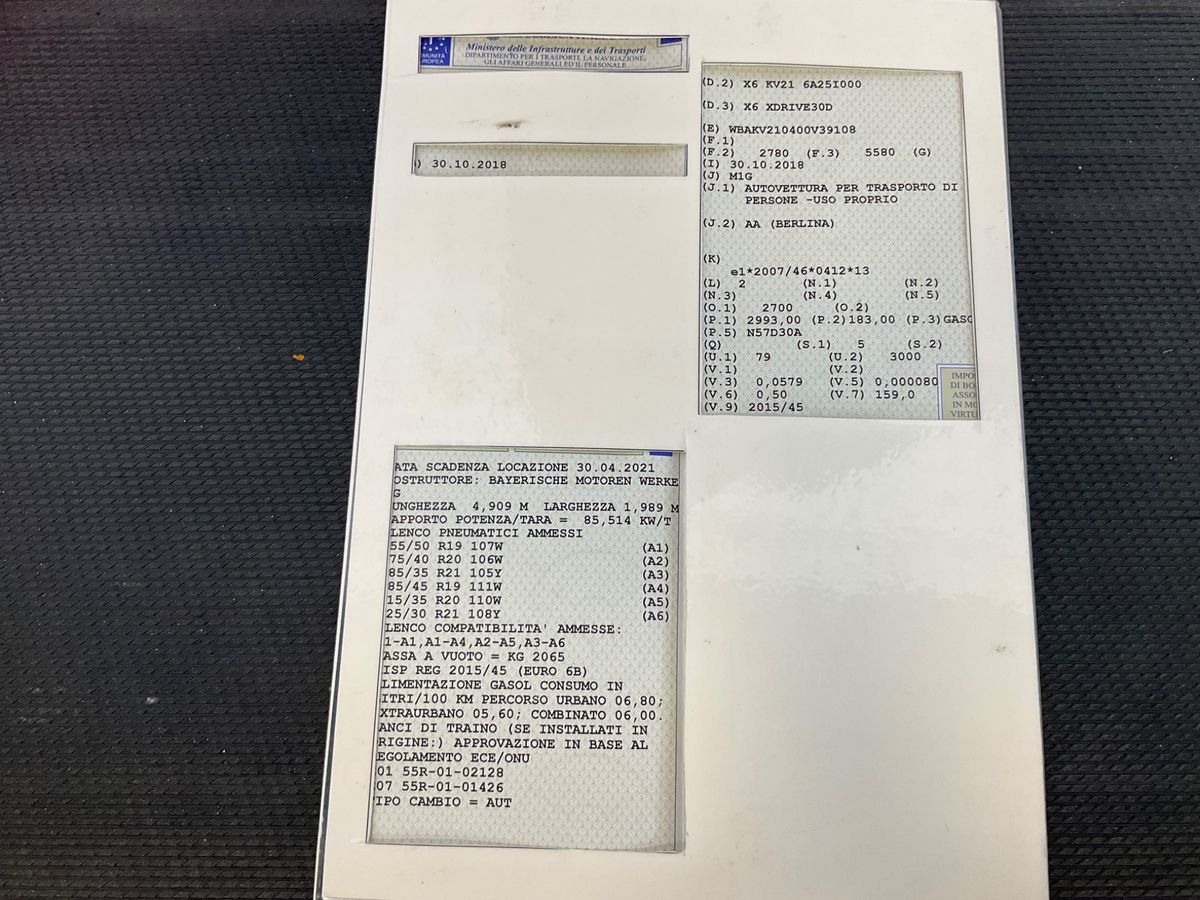 MUNITÀ
ROPEA
Ministero delle Infrastrutture e dei Trasporti
DIPARTIMENTO PER I TRASPORTI, LA NAVIGAZIONE,
GLI AFFARI GENERALI ED IL PERSONALE
) 30.10.2018
(D.2) X6 KV21 6A25I000
(D.3) X6 XDRIVE30D
(E) WBAKV210400V39108
(F.1)
(F.2) 2780 (F.3) 5580 (G)
(I) 30.10.2018
(J) M1G
(J.1) AUTOVETTURA PER TRASPORTO DI
PERSONE -USO PROPRIO
(J.2) AA (BERLINA)
(K)
e1*2007/46*0412*13
(L) 2 (N.1) (N.2)
(N.3) (N.4) (N.5)
(O.1) 2700 (O.2)
(P.1) 2993,00 (P.2)183,00 (P.3)GASO
(P.5) N57D30A
(Q) (S.1) 5 (S.2)
(U.1) 79 (U.2) 3000
(V.1) (V.2)
(V.3) 0,0579 (V.5) 0,000080
(V.6) 0,50 (V.7) 159,0
(V.9) 2015/45
IMPO
DI BO
ASSO
IN MO
VIRTU
ATA SCADENZA LOCAZIONE 30.04.2021
OSTRUTTORE: BAYERISCHE MOTOREN WERKE
G
UNGHEZZA 4,909 M LARGHEZZA 1,989 M
APPORTO POTENZA/TARA = 85,514 KW/T
LENCO PNEUMATICI AMMESSI
55/50 R19 107W (A1)
75/40 R20 106W (A2)
85/35 R21 105Y (A3)
85/45 R19 111W (A4)
15/35 R20 110W (A5)
25/30 R21 108Y (A6)
LENCO COMPATIBILITA' AMMESSE:
1-A1,A1-A4,A2-A5,A3-A6
ASSA A VUOTO = KG 2065
ISP REG 2015/45 (EURO 6B)
LIMENTAZIONE GASOL CONSUMO IN
ITRI/100 KM PERCORSO URBANO 06,80;
XTRAURBANO 05,60; COMBINATO 06,00.
ANCI DI TRAINO (SE INSTALLATI IN
RIGINE:) APPROVAZIONE IN BASE AL
EGOLAMENTO ECE/ONU
01 55R-01-02128
07 55R-01-01426
IPO CAMBIO = AUT